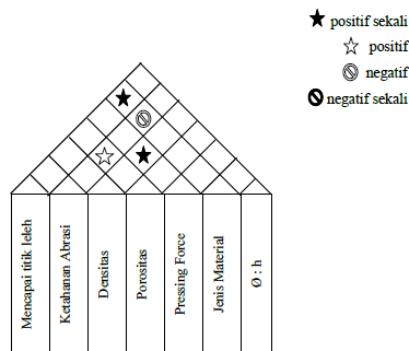 positif sekali
positif
negatif
negatif sekali
Mencapai titik leleh
Ketahanan Abrasi
Densitas
Porositas
Pressing Force
Jenis Material
Ø : h